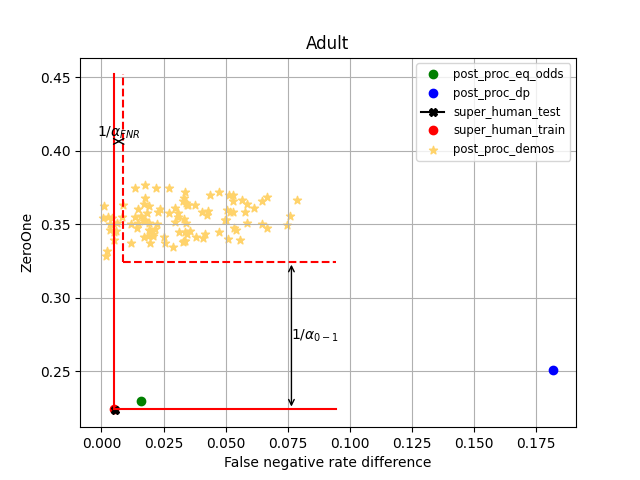 Adult
0.45
0.40
0.35
0.30
0.25
ZeroOne
0.000 0.025 0.050 0.075 0.100 0.125 0.150 0.175
False negative rate difference
post_proc_eq_odds
post_proc_dp
super_human_test
super_human_train
post_proc_demos
1/α_FNR
1/α_{0−1}